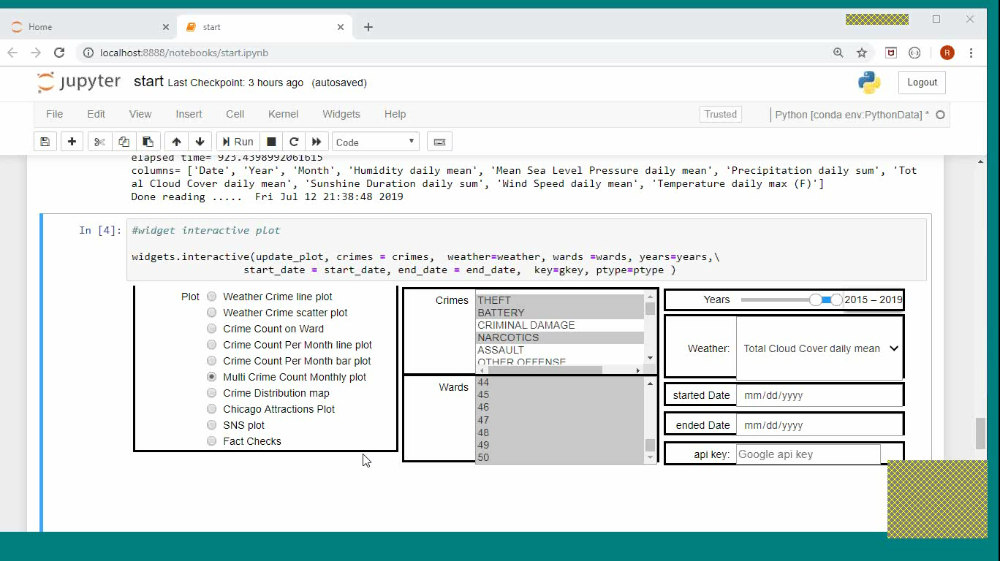 Home
start
localhost:8888/notebooks/start.ipynb
R
jupyter start Last Checkpoint: 3 hours ago (autosaved)
Logout
File Edit View Insert Cell Kernel Widgets Help
Trusted
Python [conda env:PythonData] *
Run
Code
elapsed time= 923.4398992061615
columns= ['Date', 'Year', 'Month', 'Humidity daily mean', 'Mean Sea Level Pressure daily mean', 'Precipitation daily sum', 'Tot
al Cloud Cover daily mean', 'Sunshine Duration daily sum', 'Wind Speed daily mean', 'Temperature daily max (F)']
Done reading ..... Fri Jul 12 21:38:48 2019
In [4]:
#widget interactive plot
widgets.interactive(update_plot, crimes = crimes, weather=weather, wards =wards, years=years,\
start_date = start_date, end_date = end_date, key=gkey, ptype=ptype )
Plot
Weather Crime line plot
Weather Crime scatter plot
Crime Count on Ward
Crime Count Per Month line plot
Crime Count Per Month bar plot
Multi Crime Count Monthly plot
Crime Distribution map
Chicago Attractions Plot
SNS plot
Fact Checks
Crimes
THEFT
BATTERY
CRIMINAL DAMAGE
NARCOTICS
ASSAULT
OTHER OFFENSE
Wards
44
45
46
47
48
49
50
Years
2015 – 2019
Weather:
Total Cloud Cover daily mean
started Date
mm/dd/yyyy
ended Date
mm/dd/yyyy
api key:
Google api key